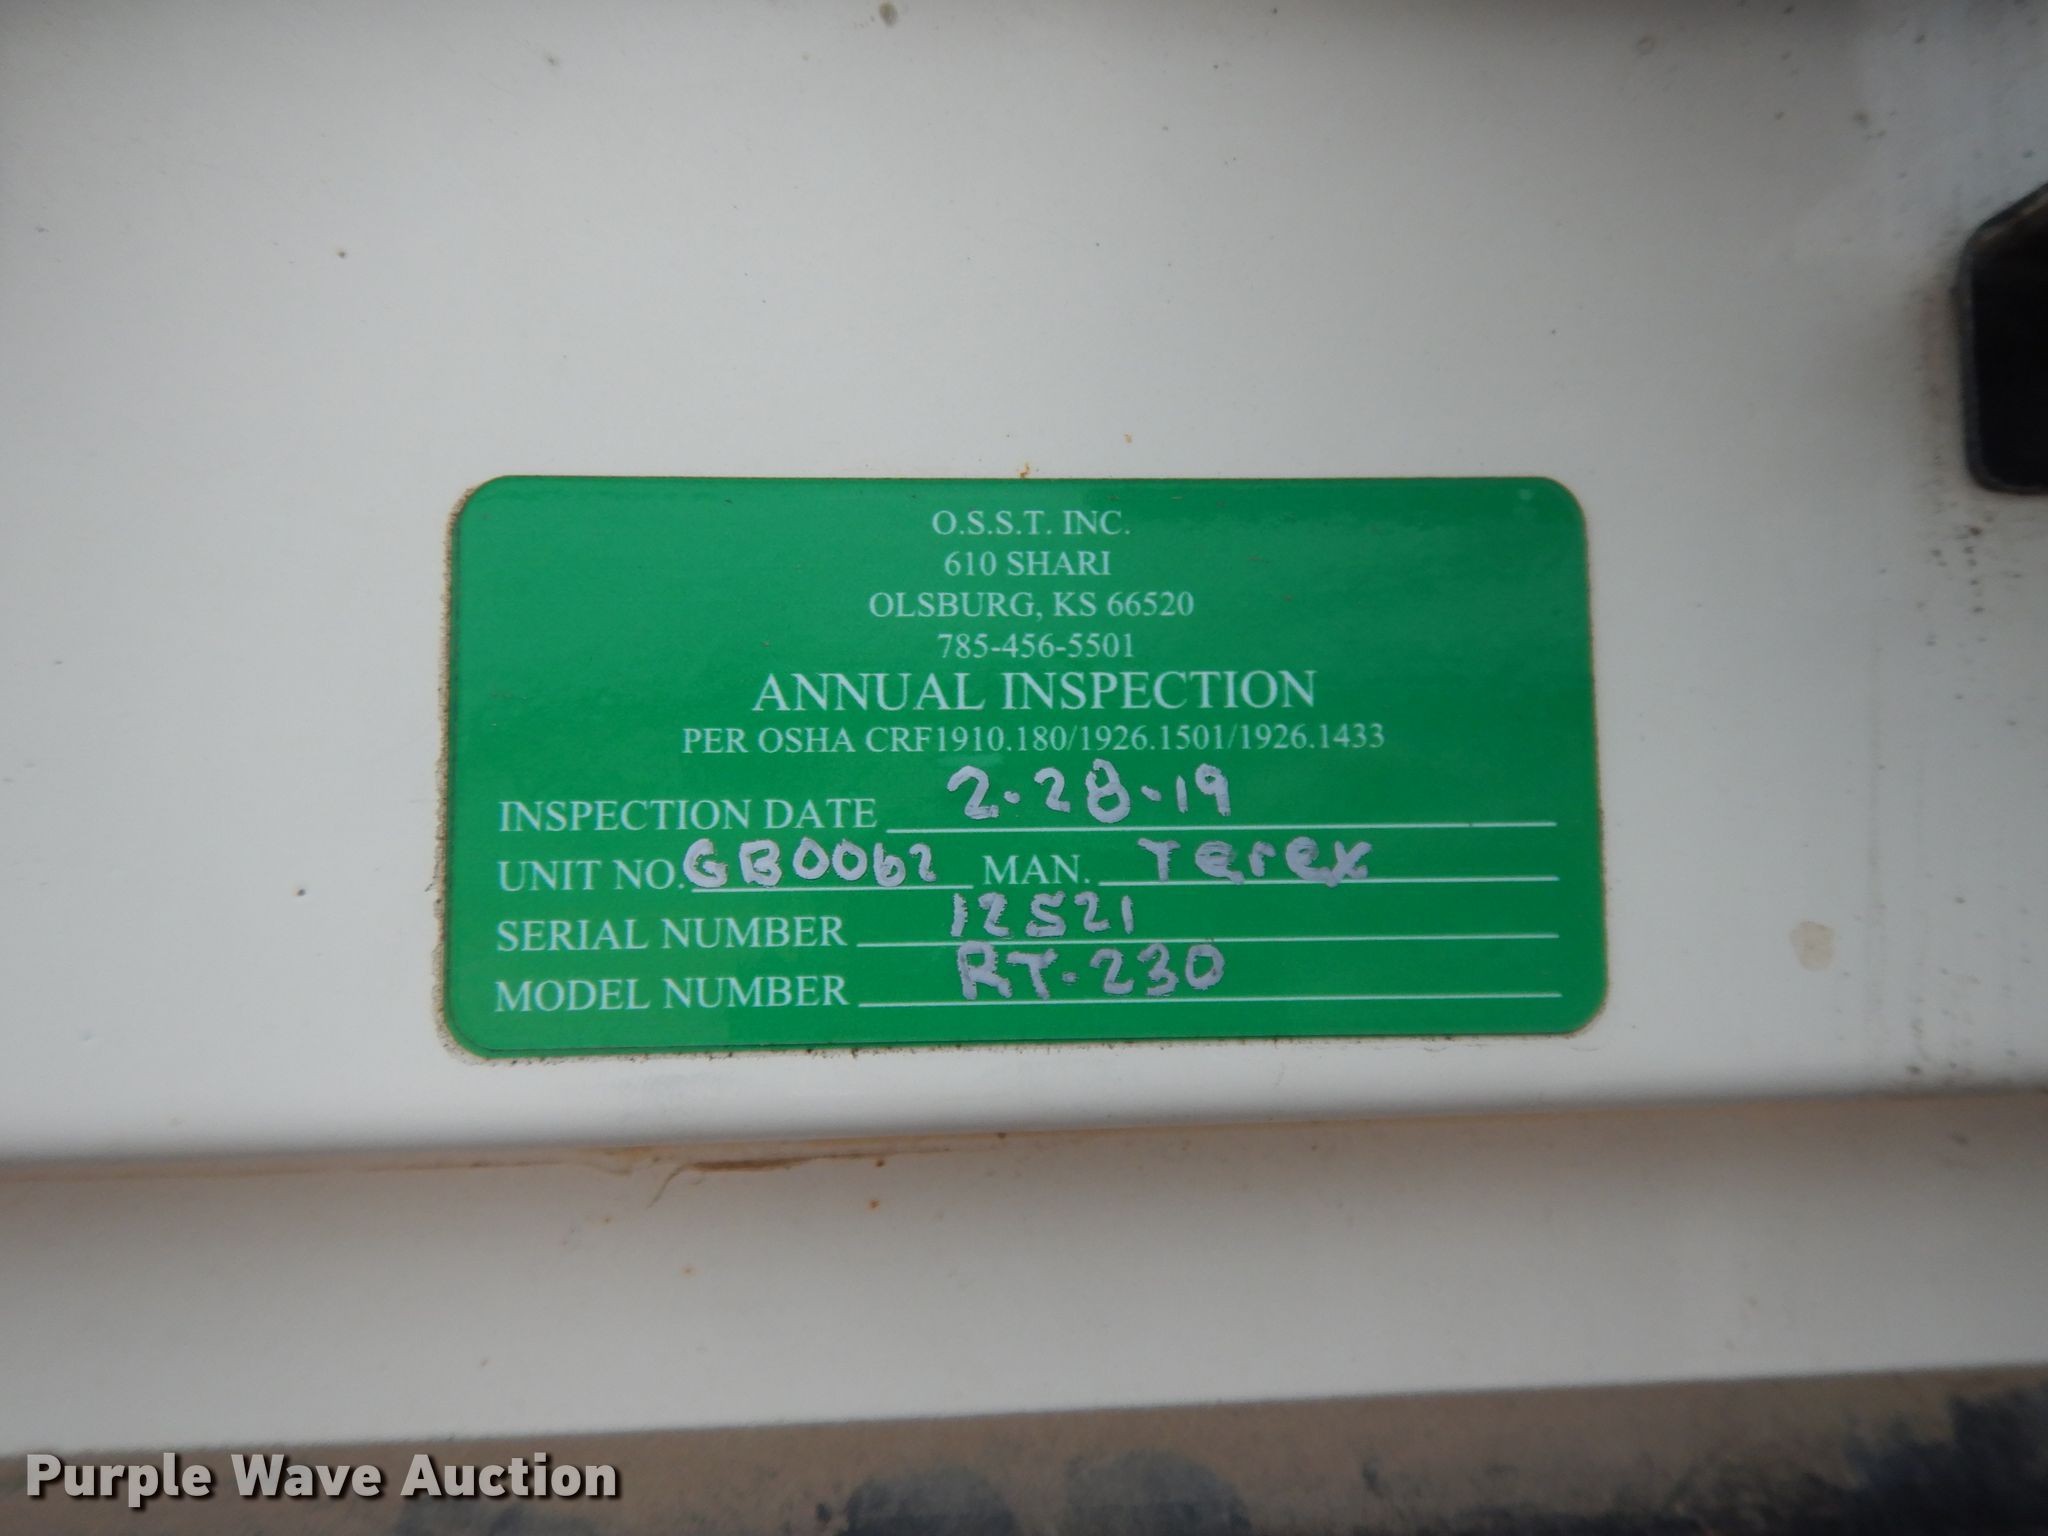 O.S.S.T. INC.
610 SHARI
OLSBURG, KS 66520
785-456-5501
ANNUAL INSPECTION
PER OSHA CRF1910.180/1926.1501/1926.1433
INSPECTION DATE 2-28-19
UNIT NO. GB0062 MAN. Terex
SERIAL NUMBER 12521
MODEL NUMBER RT-230
Purple Wave Auction